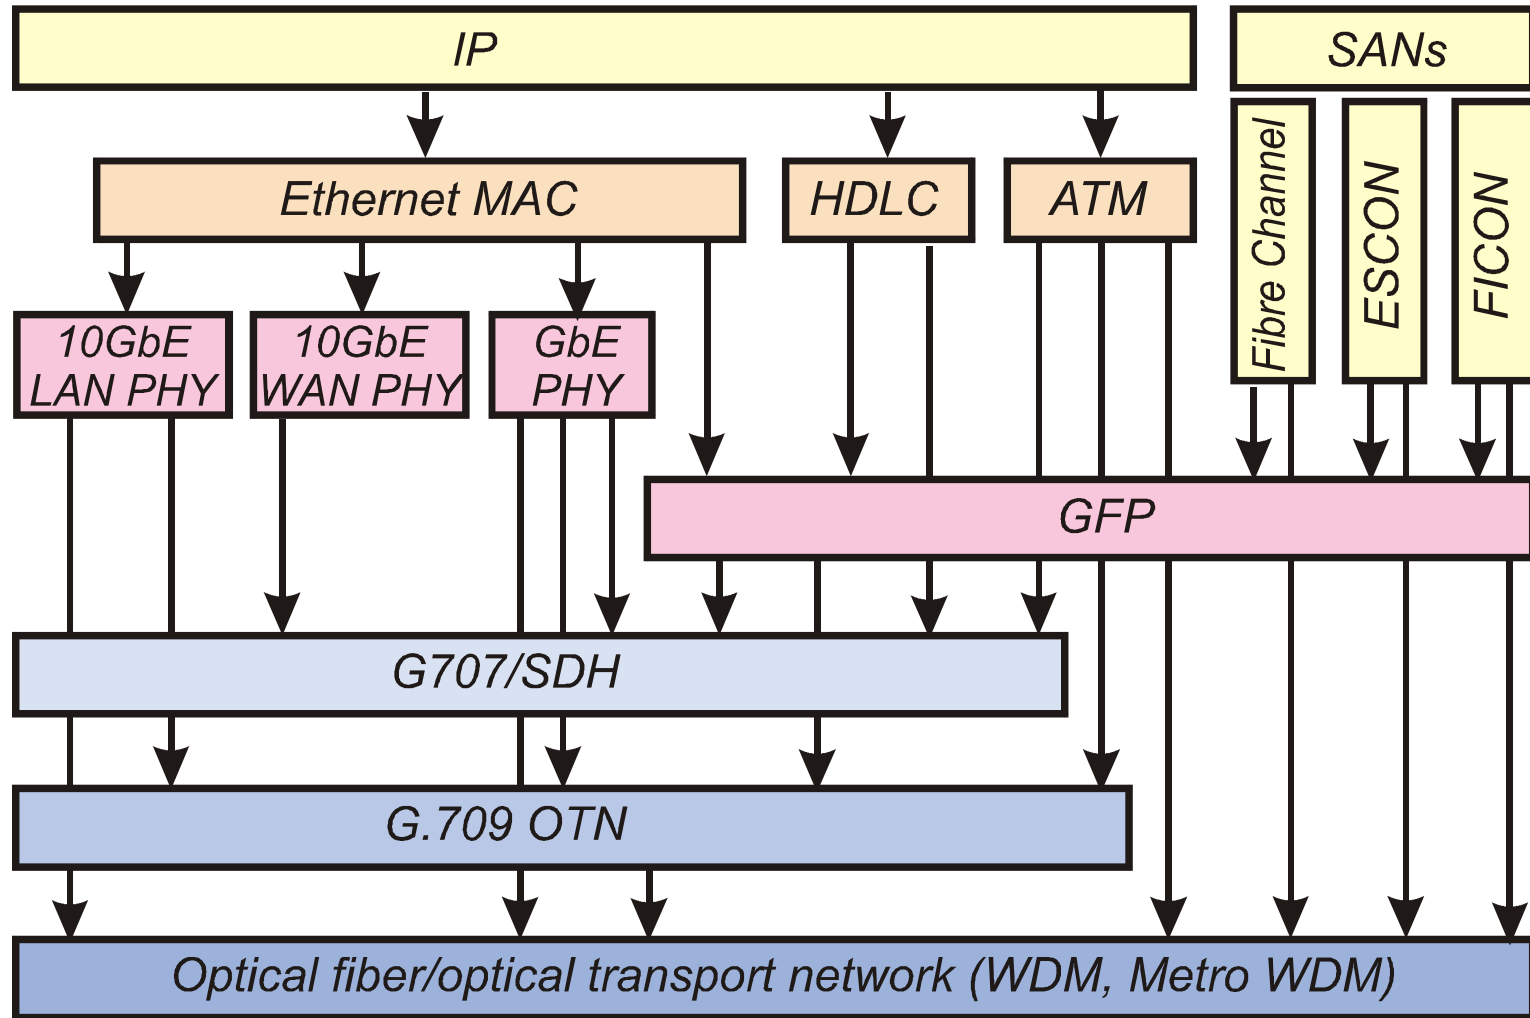 IP
SANs
Ethernet MAC
HDLC
ATM
Fibre Channel
ESCON
FICON
10GbE
LAN PHY
10GbE
WAN PHY
GbE
PHY
GFP
G707/SDH
G.709 OTN
Optical fiber/optical transport network (WDM, Metro WDM)